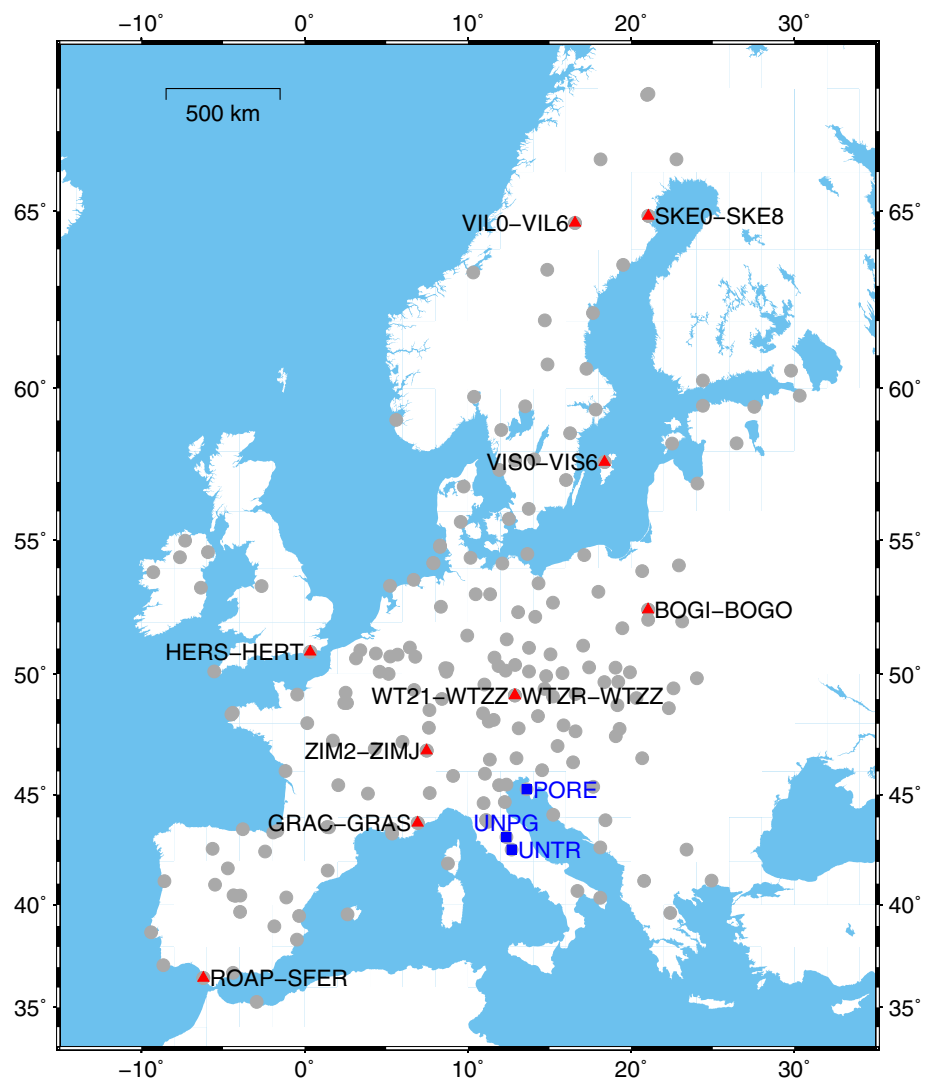 −10˚ 0˚ 10˚ 20˚ 30˚
500 km
65˚ 65˚
VIL0−VIL6 SKE0−SKE8
60˚ 60˚
VIS0−VIS6
55˚ 55˚
BOGI−BOGO
HERS−HERT
50˚ 50˚
WT21−WTZZ WTZR−WTZZ
ZIM2−ZIMJ
45˚ 45˚
PORE
GRAC−GRAS UNPG
UNTR
40˚ 40˚
ROAP−SFER
35˚ 35˚
−10˚ 0˚ 10˚ 20˚ 30˚